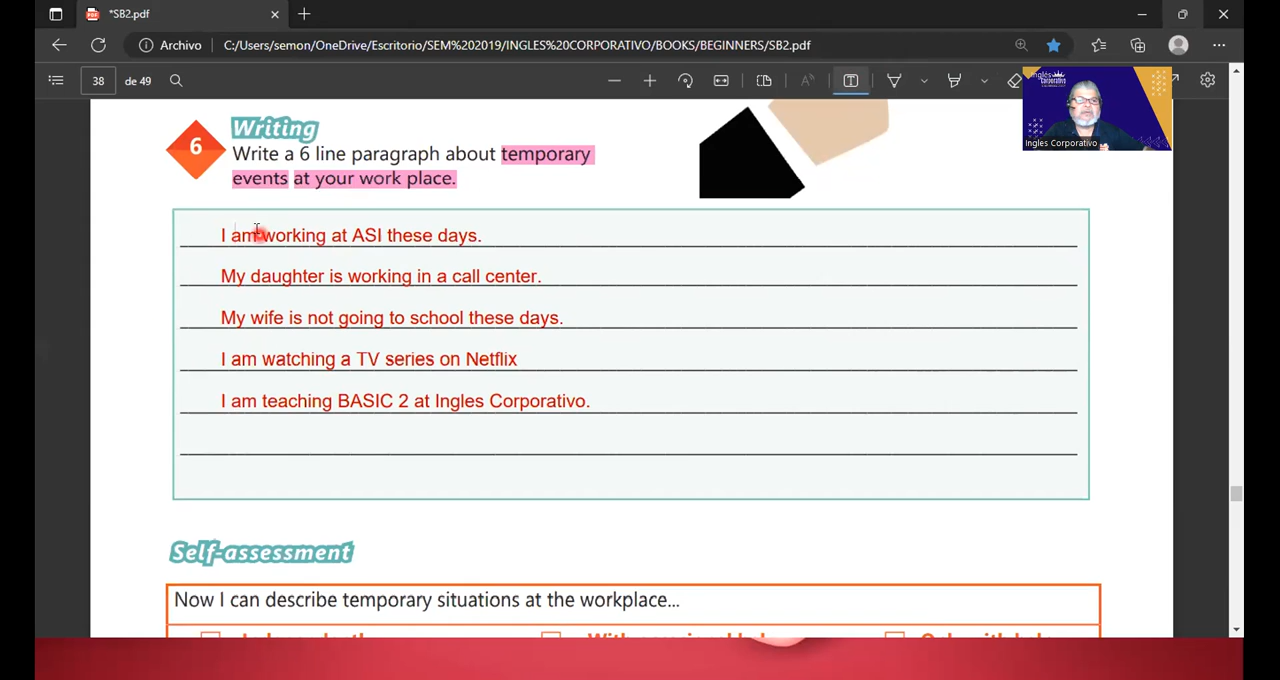 *SB2.pdf
Archivo
C:/Users/semon/OneDrive/Escritorio/SEM%202019/INGLES%20CORPORATIVO/BOOKS/BEGINNERS/SB2.pdf
38 de 49
Inglés Corporativo
Ingles Corporativo
6
Writing
Write a 6 line paragraph about temporary
events at your work place.
I am working at ASI these days.
My daughter is working in a call center.
My wife is not going to school these days.
I am watching a TV series on Netflix
I am teaching BASIC 2 at Ingles Corporativo.
Self-assessment
Now I can describe temporary situations at the workplace...